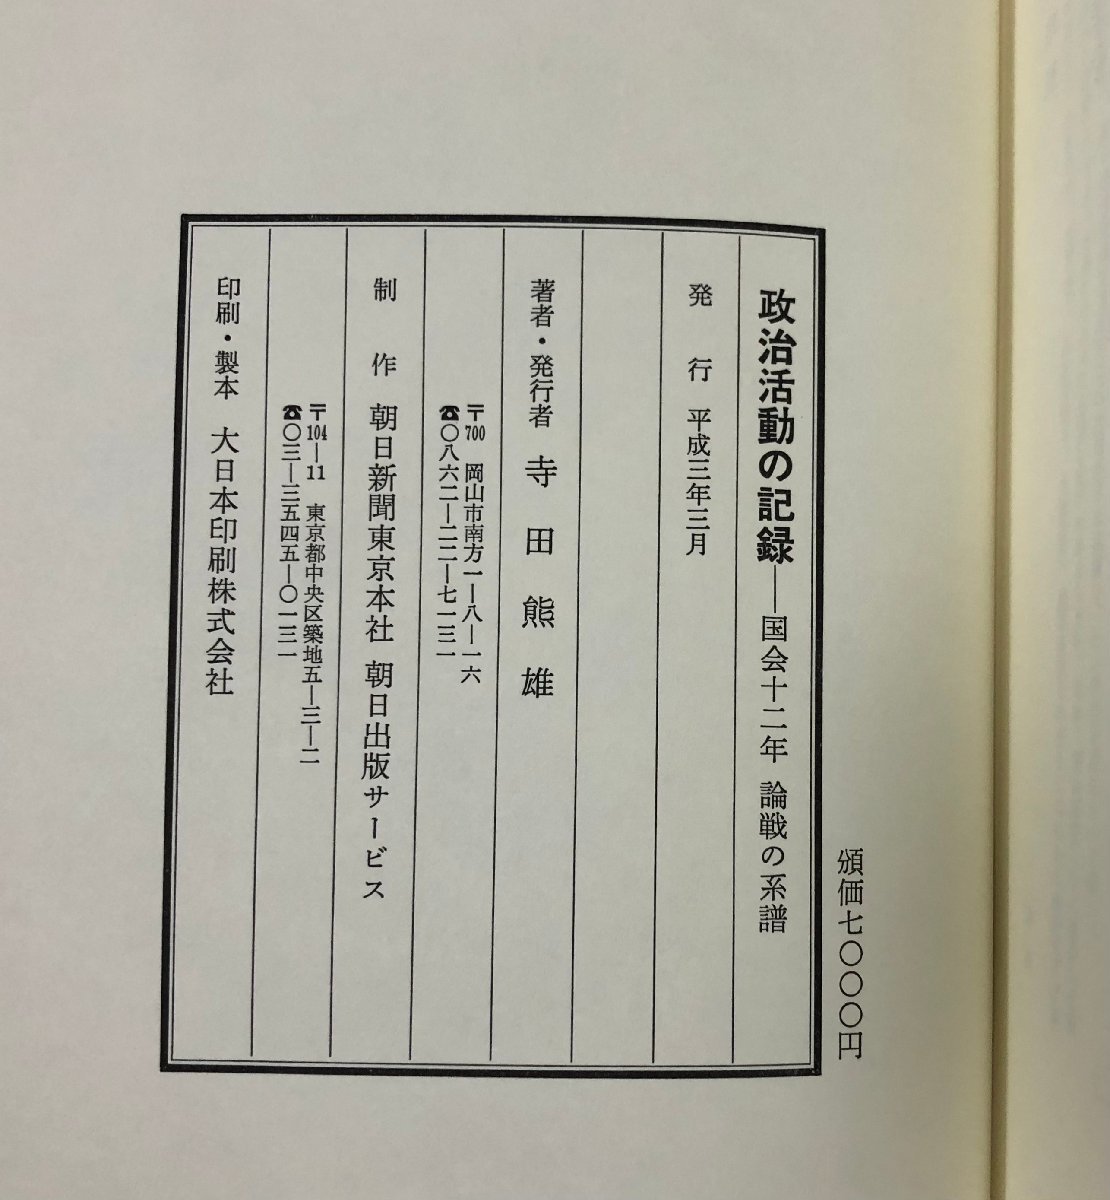 頒価七〇〇〇円
政治活動の記録――国会十二年 論戦の系譜
発行 平成三年三月
著者・発行者 寺田熊雄
〒700 岡山市南方一―八―一六
☎〇八六二―二二―七一三一
制作 朝日新聞東京本社 朝日出版サービス
〒104―11 東京都中央区築地五―三―二
☎〇三―三五四五―〇一三一
印刷・製本 大日本印刷株式会社